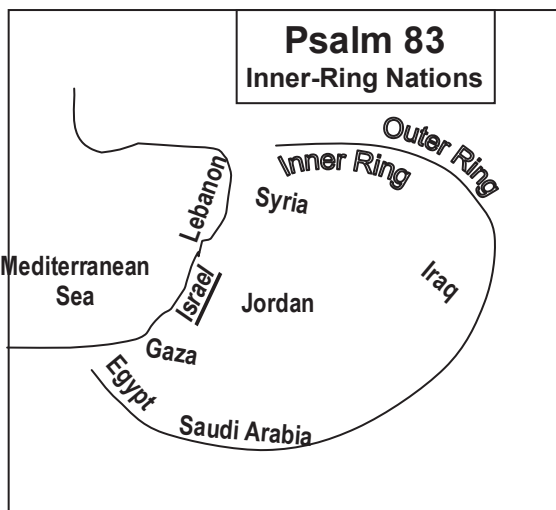 Psalm 83
Inner-Ring Nations
Outer Ring
Inner Ring
Lebanon
Syria
Mediterranean
Sea
Israel
Jordan
Iraq
Gaza
Egypt
Saudi Arabia